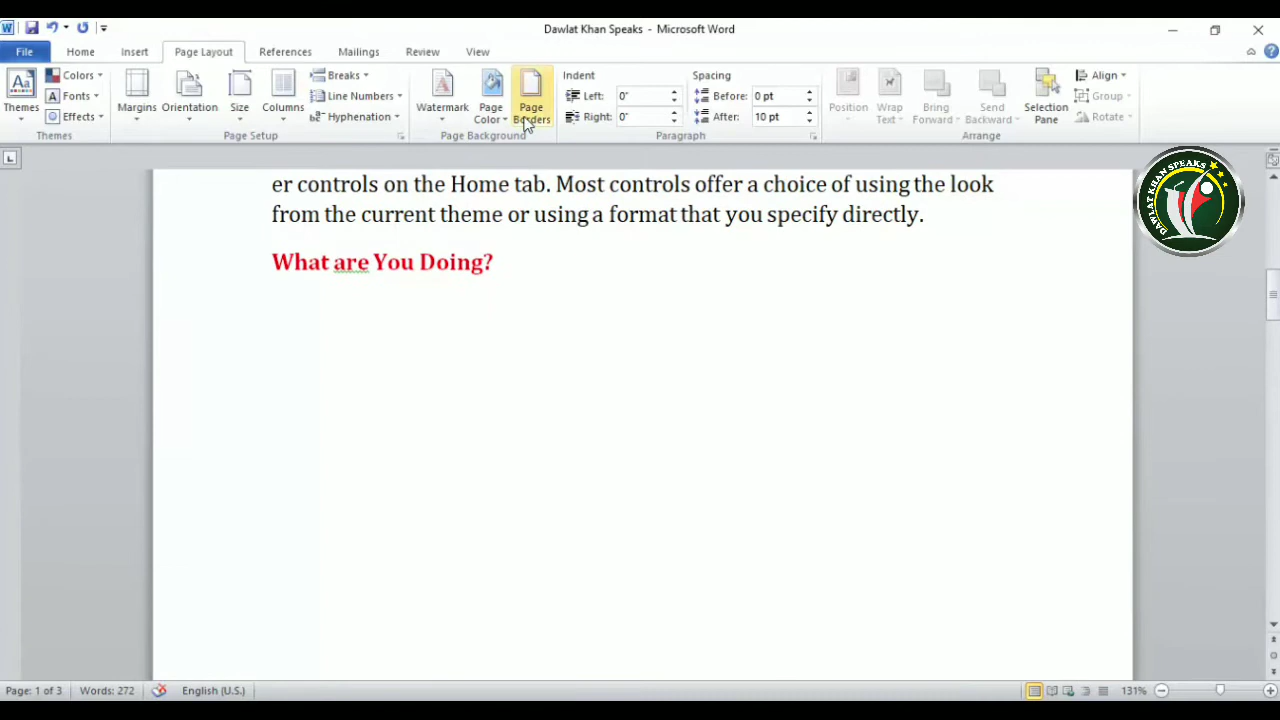 Dawlat Khan Speaks - Microsoft Word
File Home Insert Page Layout References Mailings Review View
Themes
Colors
Fonts
Effects
Themes
Margins
Orientation
Size
Columns
Breaks
Line Numbers
Hyphenation
Page Setup
Watermark
Page
Color
Page
Borders
Page Background
Indent
Left: 0"
Right: 0"
Spacing
Before: 0 pt
After: 10 pt
Paragraph
Position
Wrap
Text
Bring
Forward
Send
Backward
Selection
Pane
Align
Group
Rotate
Arrange
er controls on the Home tab. Most controls offer a choice of using the look
from the current theme or using a format that you specify directly.
What are You Doing?
DAWLAT KHAN SPEAKS
Page: 1 of 3 Words: 272 English (U.S.) 131%